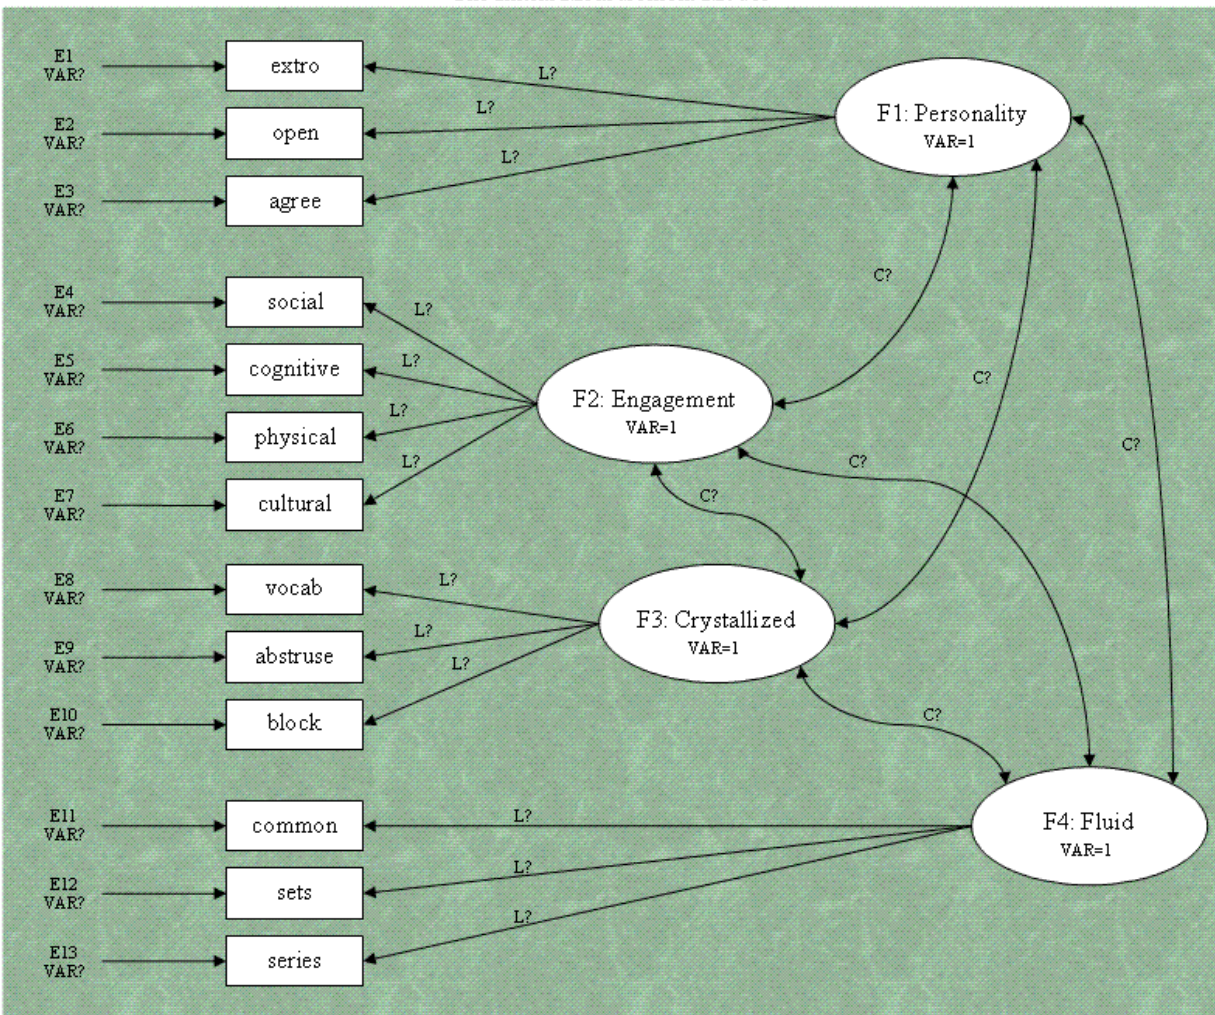 E1
VAR?
extro
L?
F1: Personality
VAR=1
E2
VAR?
open
L?
E3
VAR?
agree
L?
E4
VAR?
social
L?
C?
E5
VAR?
cognitive
L?
F2: Engagement
VAR=1
C?
E6
VAR?
physical
L?
C?
C?
E7
VAR?
cultural
L?
C?
E8
VAR?
vocab
L?
F3: Crystallized
VAR=1
E9
VAR?
abstruse
L?
E10
VAR?
block
L?
C?
E11
VAR?
common
L?
F4: Fluid
VAR=1
E12
VAR?
sets
L?
E13
VAR?
series
L?